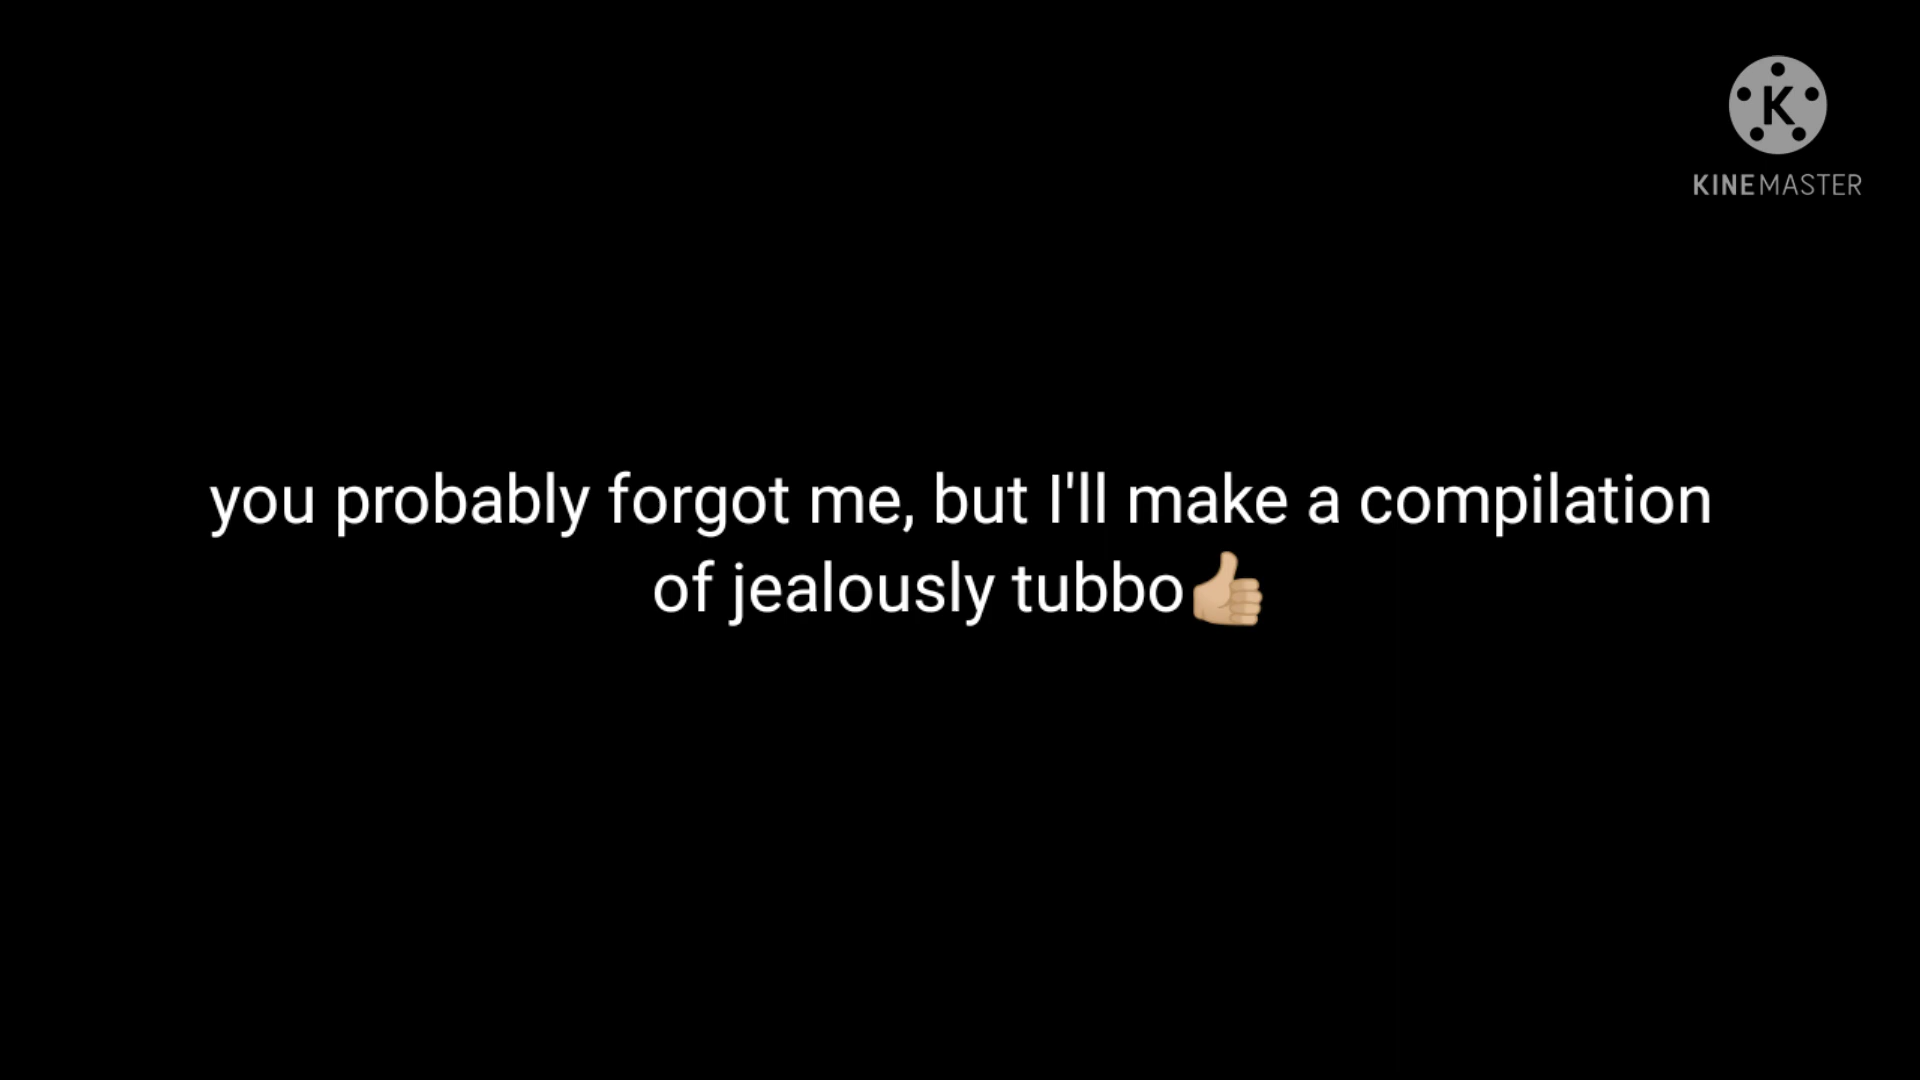 K
KINEMASTER
you probably forgot me, but I'll make a compilation
of jealously tubbo👍🏼